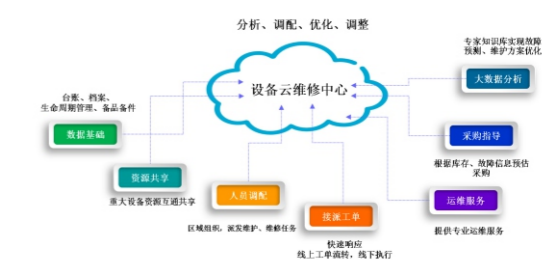 分析、调配、优化、调整
专家知识库实现故障
预测、维护方案优化
大数据分析
设备云维修中心
台账、档案、
生命周期管理、备品备件
数据基础
采购指导
根据库存、故障信息预估
采购
资源共享
重大设备资源互通共享
人员调配
区域组织，派发维护、维修任务
运维服务
提供专业运维服务
接派工单
快速响应
线上工单流转，线下执行